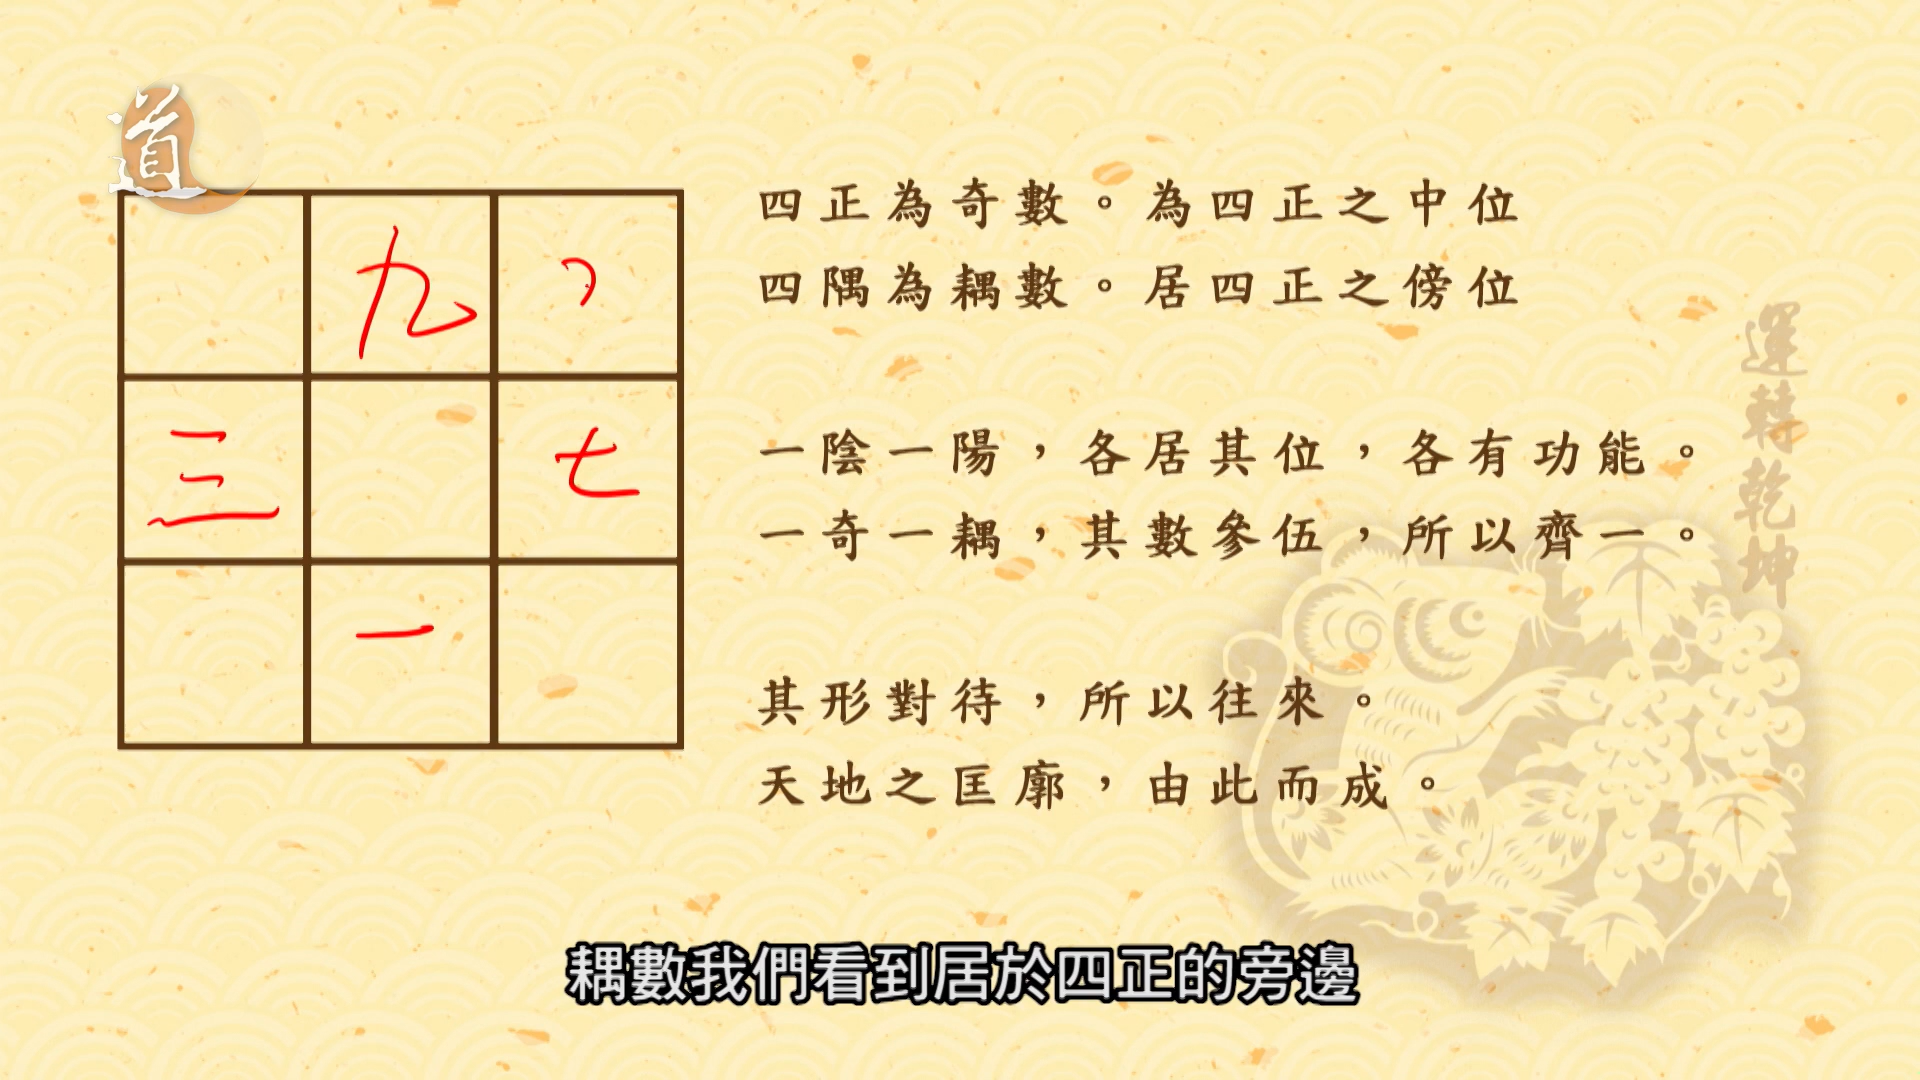 道
九
三
七
一
四正為奇數。為四正之中位
四隅為耦數。居四正之傍位
一陰一陽，各居其位，各有功能。
一奇一耦，其數參伍，所以齊一。
其形對待，所以往來。
天地之匡廓，由此而成。
運轉乾坤
耦數我們看到居於四正的旁邊